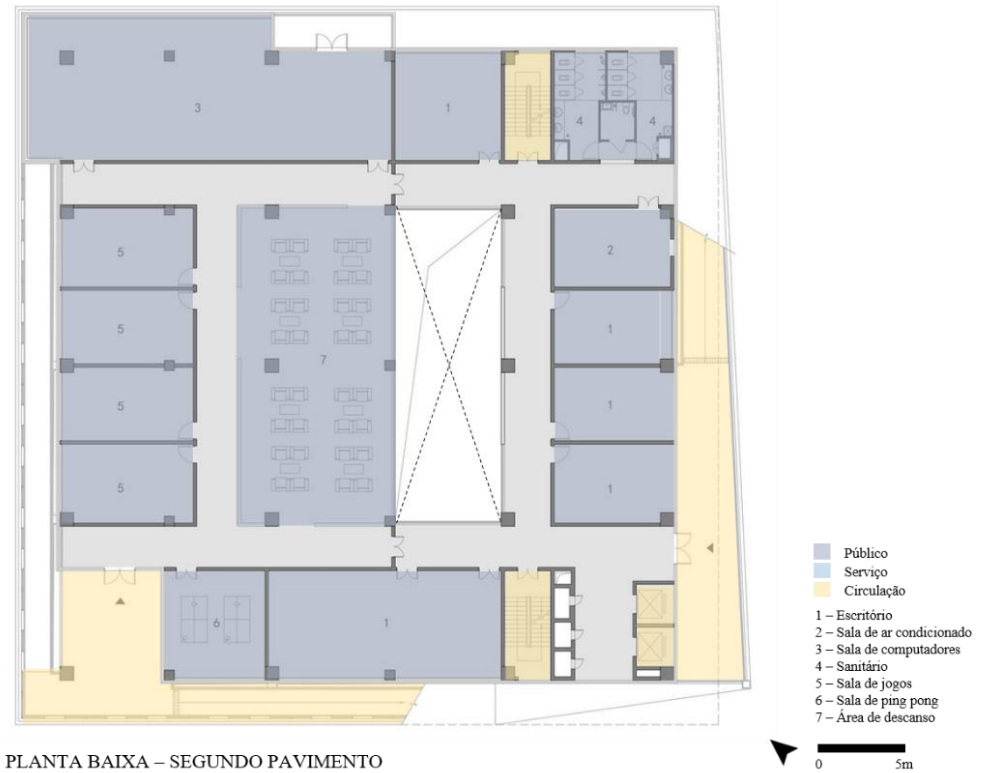 3
1
4
4
5
2
5
1
7
5
1
5
1
6
1
Público
Serviço
Circulação
1 – Escritório
2 – Sala de ar condicionado
3 – Sala de computadores
4 – Sanitário
5 – Sala de jogos
6 – Sala de ping pong
7 – Área de descanso
PLANTA BAIXA – SEGUNDO PAVIMENTO
0 5m